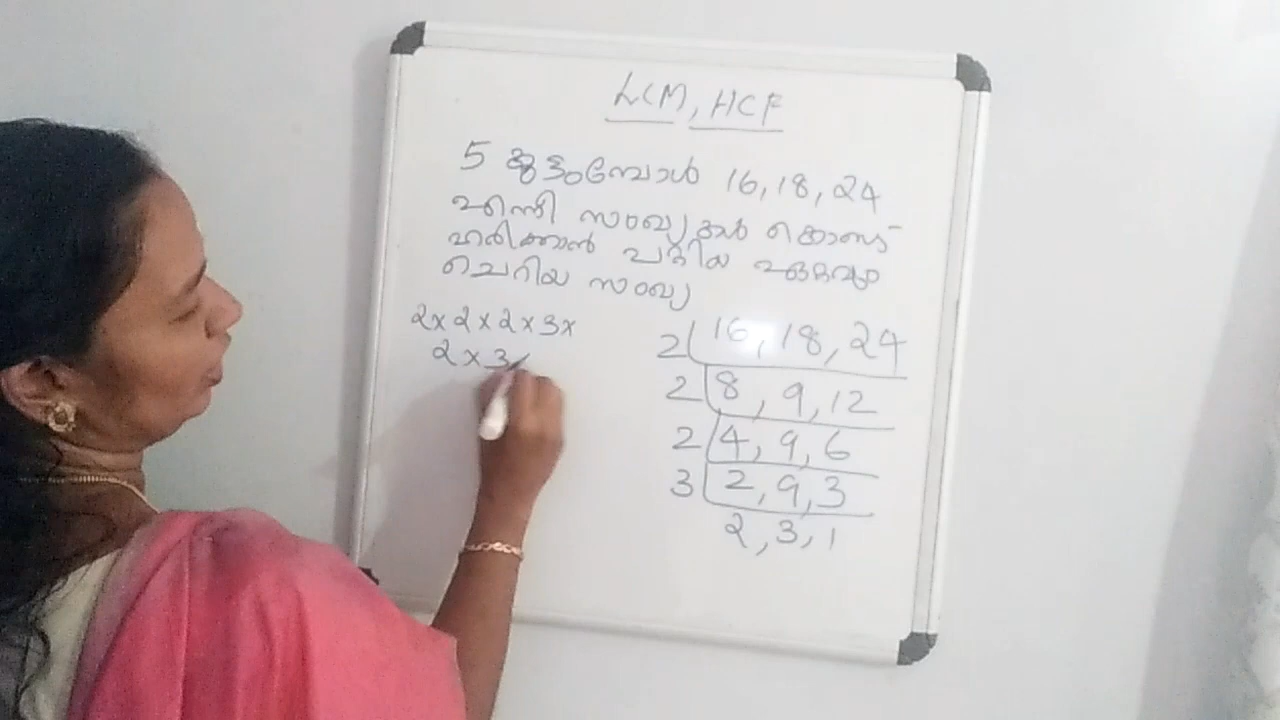 LCM, HCF
5 കൂട്ടുമ്പോൾ 16, 18, 24
എന്നീ സംഖ്യകൾ കൊണ്ട്
ഹരിക്കാൻ പറ്റിയ ഏറ്റവും
ചെറിയ സംഖ്യ
2×2×2×3×
2×3
2 16, 18, 24
2 8, 9, 12
2 4, 9, 6
3 2, 9, 3
2, 3, 1